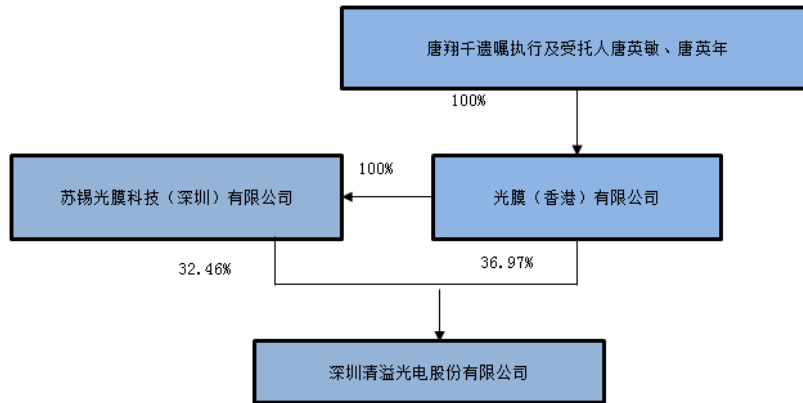 唐翔千遗嘱执行及受托人唐英敏、唐英年
100%
苏锡光膜科技（深圳）有限公司
100%
光膜（香港）有限公司
32.46%
36.97%
深圳清溢光电股份有限公司